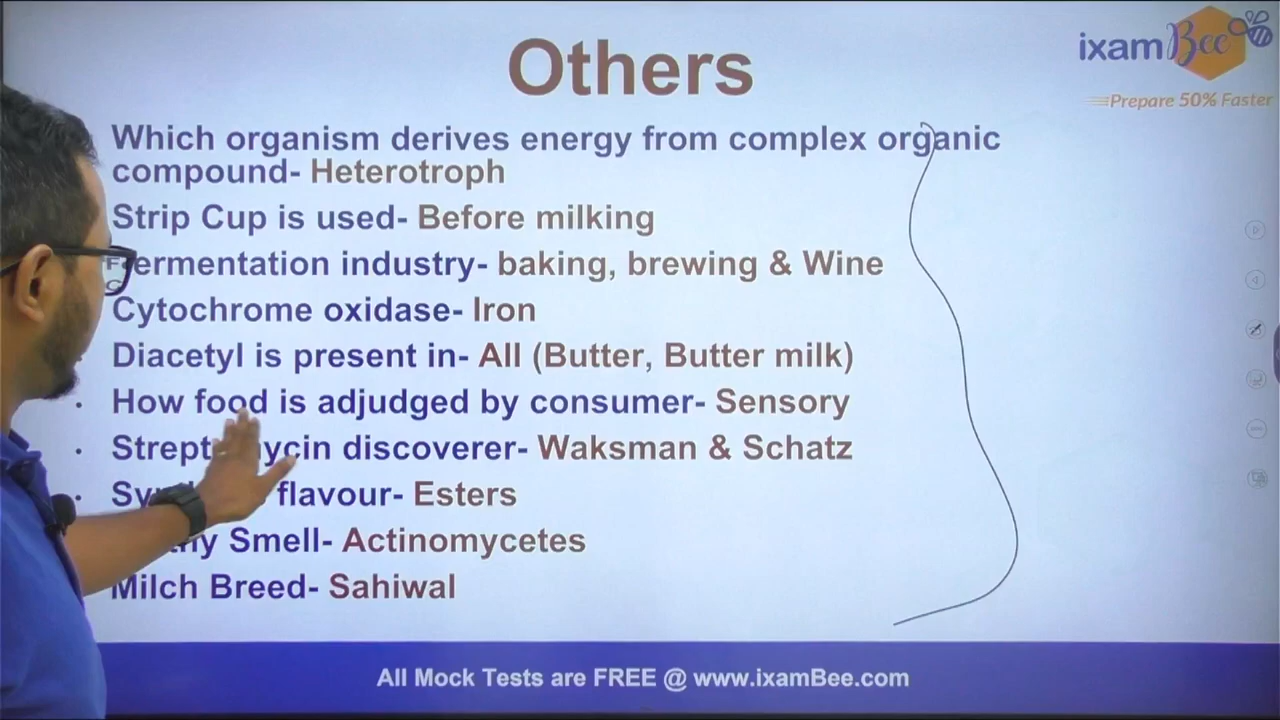 Others
ixamBee
Prepare 50% Faster
Which organism derives energy from complex organic
compound- Heterotroph
Strip Cup is used- Before milking
Fermentation industry- baking, brewing & Wine
Cytochrome oxidase- Iron
Diacetyl is present in- All (Butter, Butter milk)
· How food is adjudged by consumer- Sensory
· discoverer- Waksman & Schatz
· flavour- Esters
Smell- Actinomycetes
Milch Breed- Sahiwal
All Mock Tests are FREE @ www.ixamBee.com